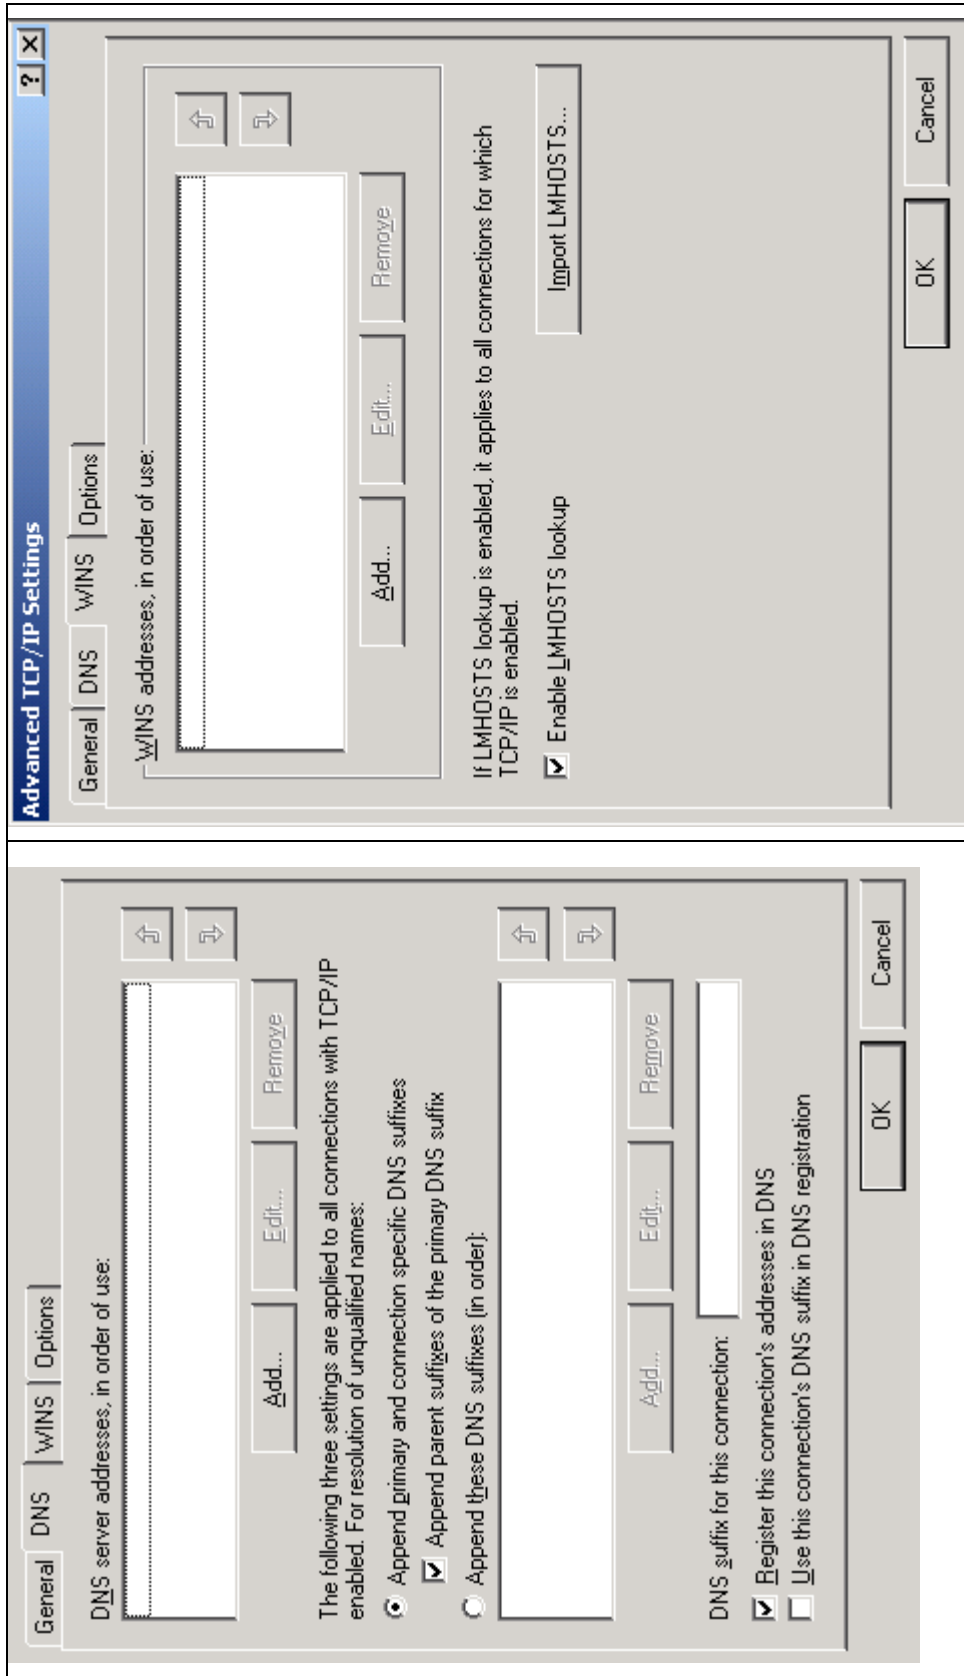 General DNS WINS Options
DNS server addresses, in order of use:
Add... Edit... Remove
The following three settings are applied to all connections with TCP/IP
enabled. For resolution of unqualified names:
Append primary and connection specific DNS suffixes
Append parent suffixes of the primary DNS suffix
Append these DNS suffixes (in order):
Add... Edit... Remove
DNS suffix for this connection:
Register this connection's addresses in DNS
Use this connection's DNS suffix in DNS registration
OK Cancel
Advanced TCP/IP Settings
General DNS WINS Options
WINS addresses, in order of use:
Add... Edit... Remove
If LMHOSTS lookup is enabled, it applies to all connections for which
TCP/IP is enabled.
Enable LMHOSTS lookup Import LMHOSTS...
OK Cancel